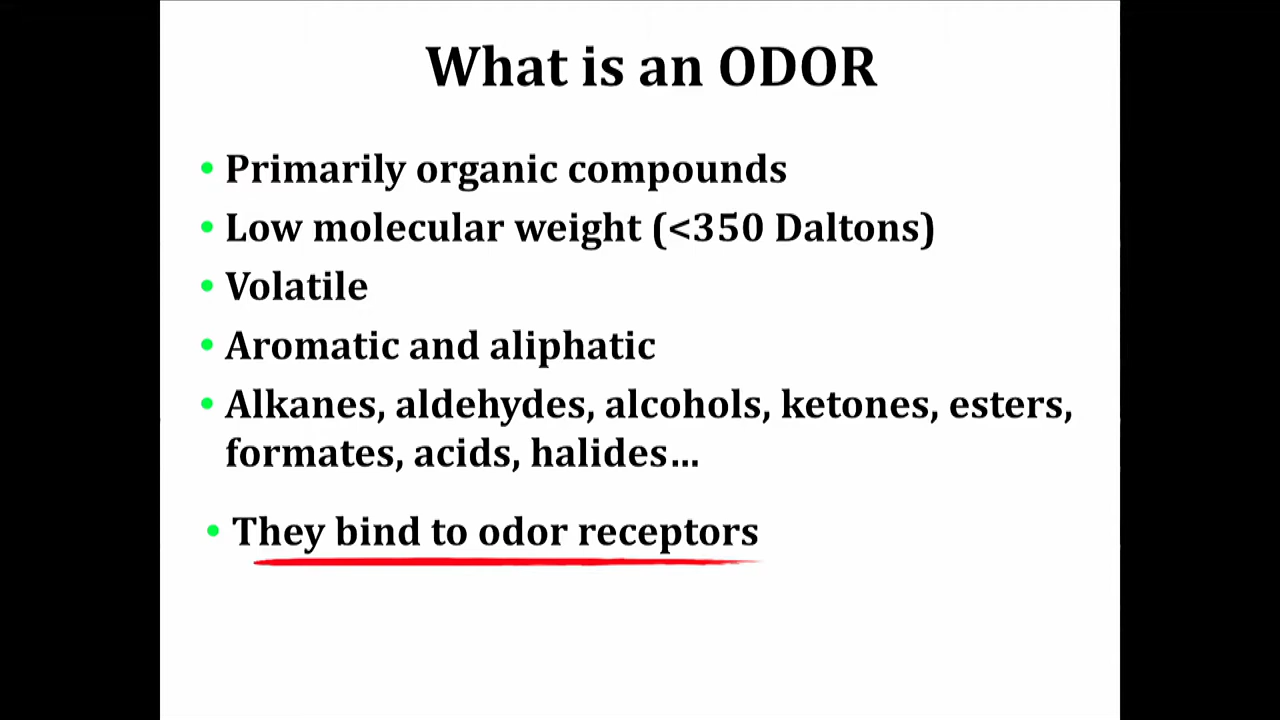 What is an ODOR
• Primarily organic compounds
• Low molecular weight (<350 Daltons)
• Volatile
• Aromatic and aliphatic
• Alkanes, aldehydes, alcohols, ketones, esters,
formates, acids, halides...
• They bind to odor receptors